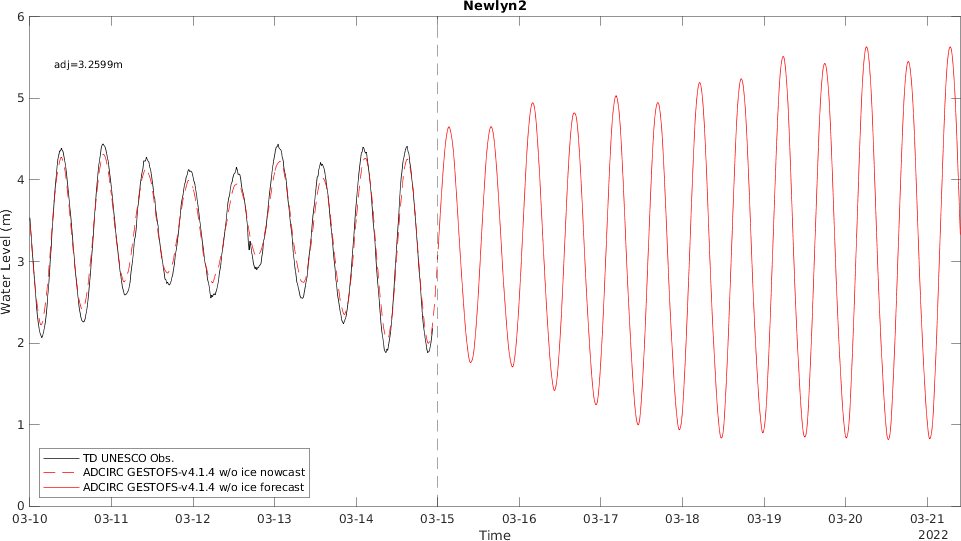 Newlyn2
adj=3.2599m
6
5
4
3
2
1
0
Water Level (m)
TD UNESCO Obs.
ADCIRC GESTOFS-v4.1.4 w/o ice nowcast
ADCIRC GESTOFS-v4.1.4 w/o ice forecast
03-10 03-11 03-12 03-13 03-14 03-15 03-16 03-17 03-18 03-19 03-20 03-21
Time
2022